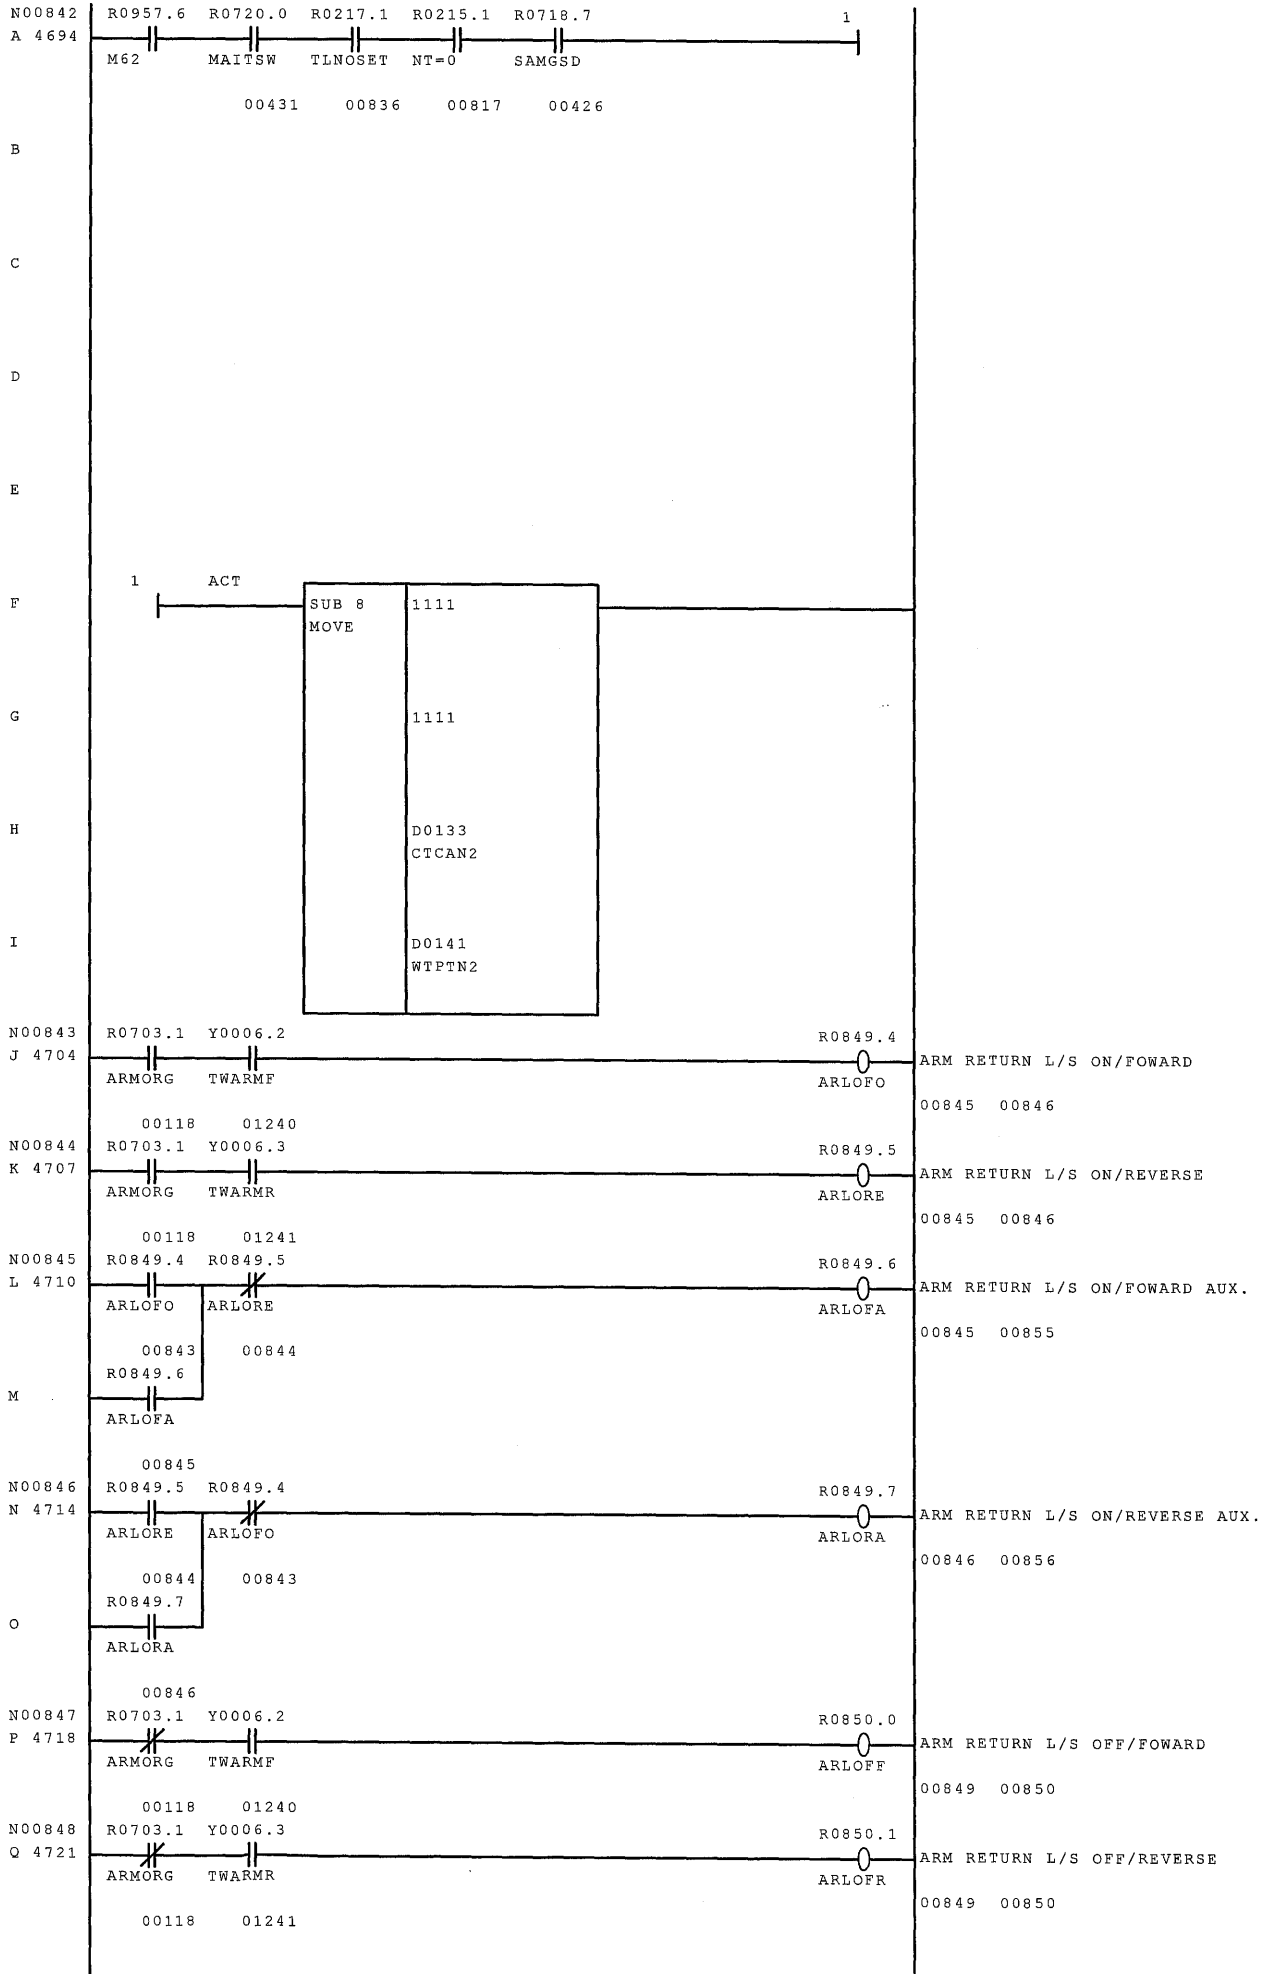 N00842 R0957.6 R0720.0 R0217.1 R0215.1 R0718.7 1
A 4694
M62 MAITSW TLNOSET NT=0 SAMGSD
00431 00836 00817 00426
B
C
D
E
1 ACT
F SUB 8 1111
MOVE
G 1111
H D0133
CTCAN2
I D0141
WTPTN2
N00843 R0703.1 Y0006.2 R0849.4
J 4704 ARM RETURN L/S ON/FOWARD
ARMORG TWARMF ARLOFO
00845 00846
00118 01240
N00844 R0703.1 Y0006.3 R0849.5
K 4707 ARM RETURN L/S ON/REVERSE
ARMORG TWARMR ARLORE
00845 00846
00118 01241
N00845 R0849.4 R0849.5 R0849.6
L 4710 ARM RETURN L/S ON/FOWARD AUX.
ARLOFO ARLORE ARLOFA
00845 00855
00843 00844
R0849.6
M
ARLOFA
00845
N00846 R0849.5 R0849.4 R0849.7
N 4714 ARM RETURN L/S ON/REVERSE AUX.
ARLORE ARLOFO ARLORA
00846 00856
00844 00843
R0849.7
O
ARLORA
00846
N00847 R0703.1 Y0006.2 R0850.0
P 4718 ARM RETURN L/S OFF/FOWARD
ARMORG TWARMF ARLOFF
00849 00850
00118 01240
N00848 R0703.1 Y0006.3 R0850.1
Q 4721 ARM RETURN L/S OFF/REVERSE
ARMORG TWARMR ARLOFR
00849 00850
00118 01241